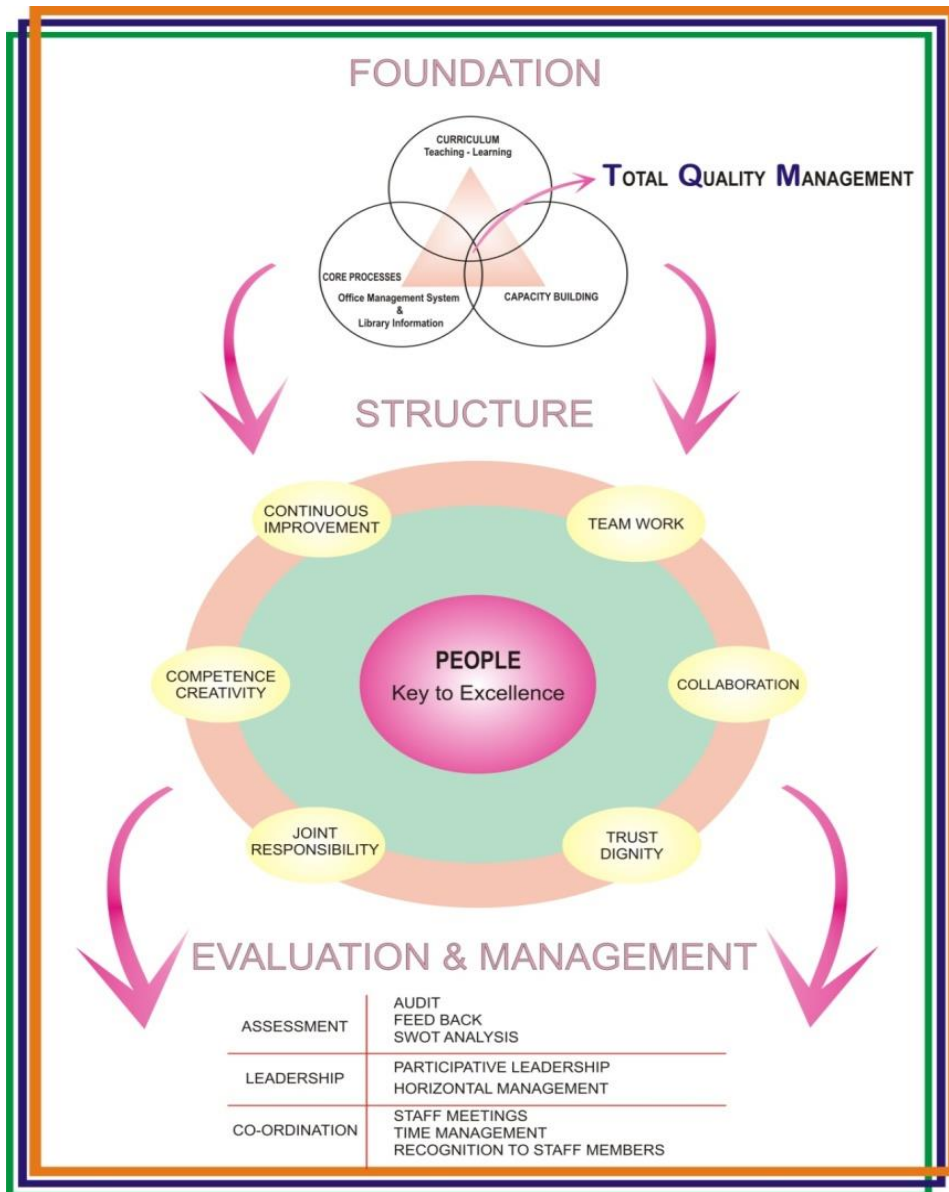 FOUNDATION
CURRICULUM
Teaching - Learning
TOTAL QUALITY MANAGEMENT
CORE PROCESSES
Office Management System
&
Library Information
CAPACITY BUILDING
STRUCTURE
CONTINUOUS
IMPROVEMENT
TEAM WORK
PEOPLE
Key to Excellence
COMPETENCE
CREATIVITY
COLLABORATION
JOINT
RESPONSIBILITY
TRUST
DIGNITY
EVALUATION & MANAGEMENT
ASSESSMENT
AUDIT
FEED BACK
SWOT ANALYSIS
LEADERSHIP
PARTICIPATIVE LEADERSHIP
HORIZONTAL MANAGEMENT
CO-ORDINATION
STAFF MEETINGS
TIME MANAGEMENT
RECOGNITION TO STAFF MEMBERS